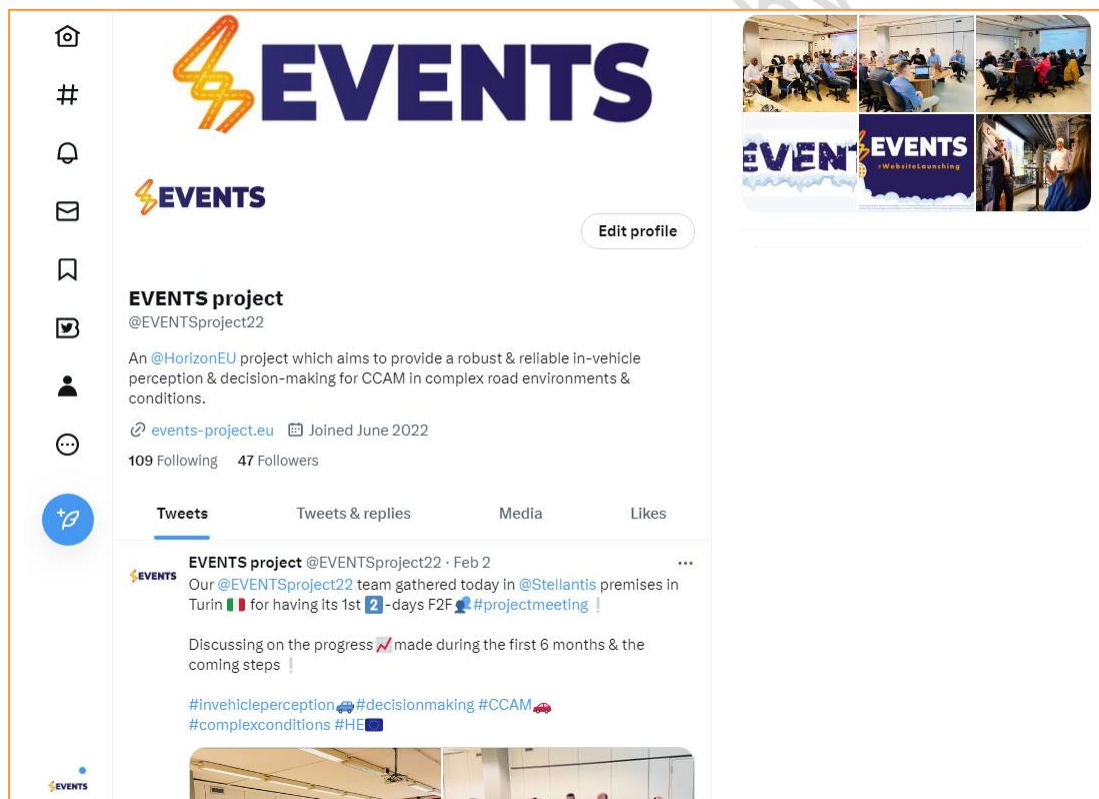 EVENTS
EVENTS
Edit profile
EVENTS project
@EVENTSproject22
An @HorizonEU project which aims to provide a robust & reliable in-vehicle
perception & decision-making for CCAM in complex road environments &
conditions.
events-project.eu Joined June 2022
109 Following 47 Followers
Tweets Tweets & replies Media Likes
EVENTS
EVENTS project @EVENTSproject22 · Feb 2
Our @EVENTSproject22 team gathered today in @Stellantis premises in
Turin 🇮🇹 for having its 1st 2️⃣-days F2F👥#projectmeeting❕
Discussing on the progress📈made during the first 6 months & the
coming steps❕
#invehicleperception🚙#decisionmaking #CCAM🚗
#complexconditions #HE🇪🇺
EVENTS
EVENT
EVENTS
#WebsiteLaunching